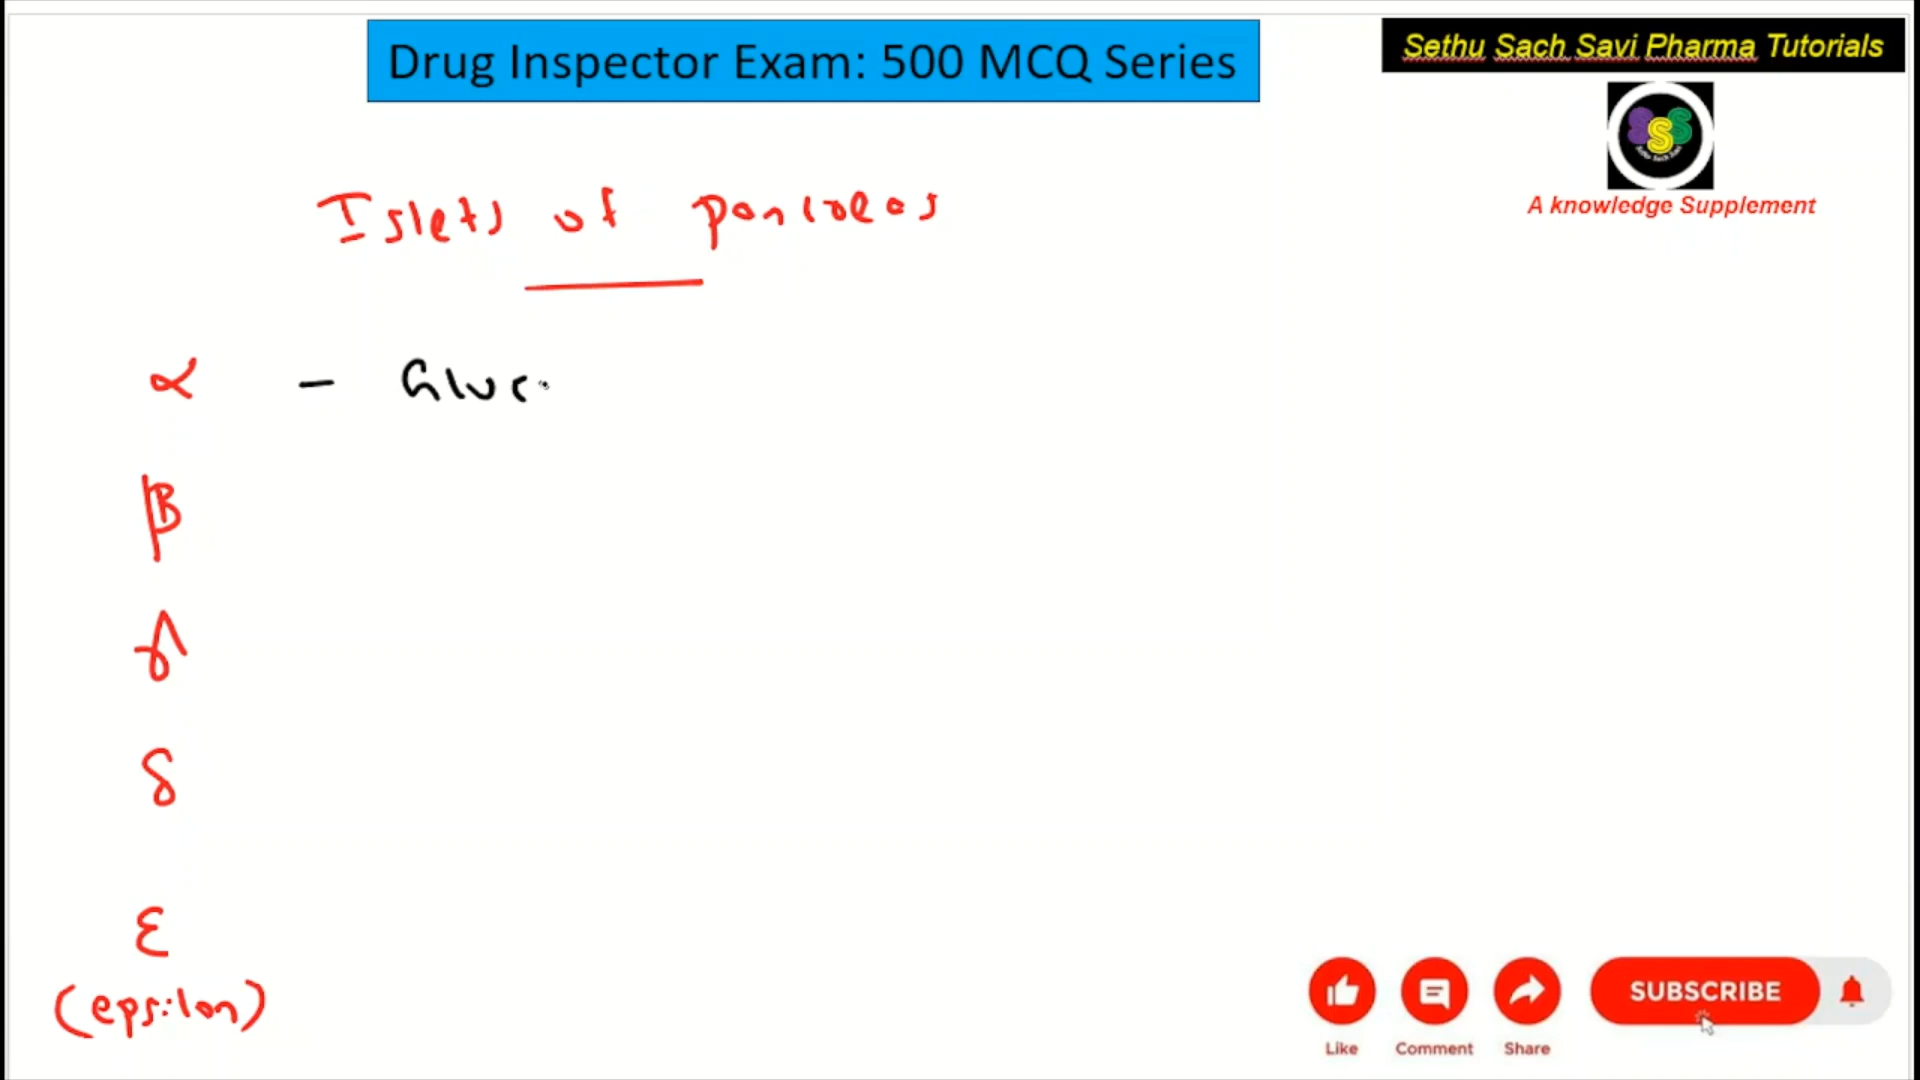 Drug Inspector Exam: 500 MCQ Series
Sethu Sach Savi Pharma Tutorials
SSS
A knowledge Supplement
Islets of pancreas
α - Gluc
β
γ
δ
ε
(epsilon)
SUBSCRIBE
Like Comment Share